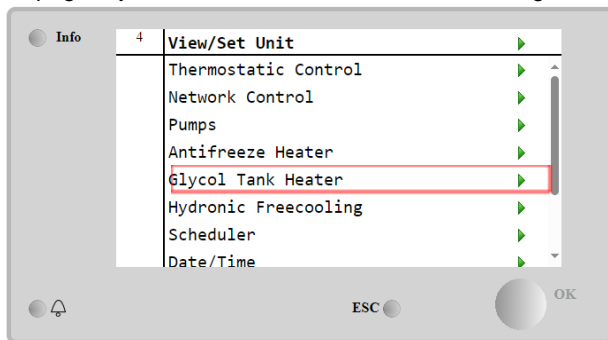 Info
4 View/Set Unit
Thermostatic Control
Network Control
Pumps
Antifreeze Heater
Glycol Tank Heater
Hydronic Freecooling
Scheduler
Date/Time
ESC
OK